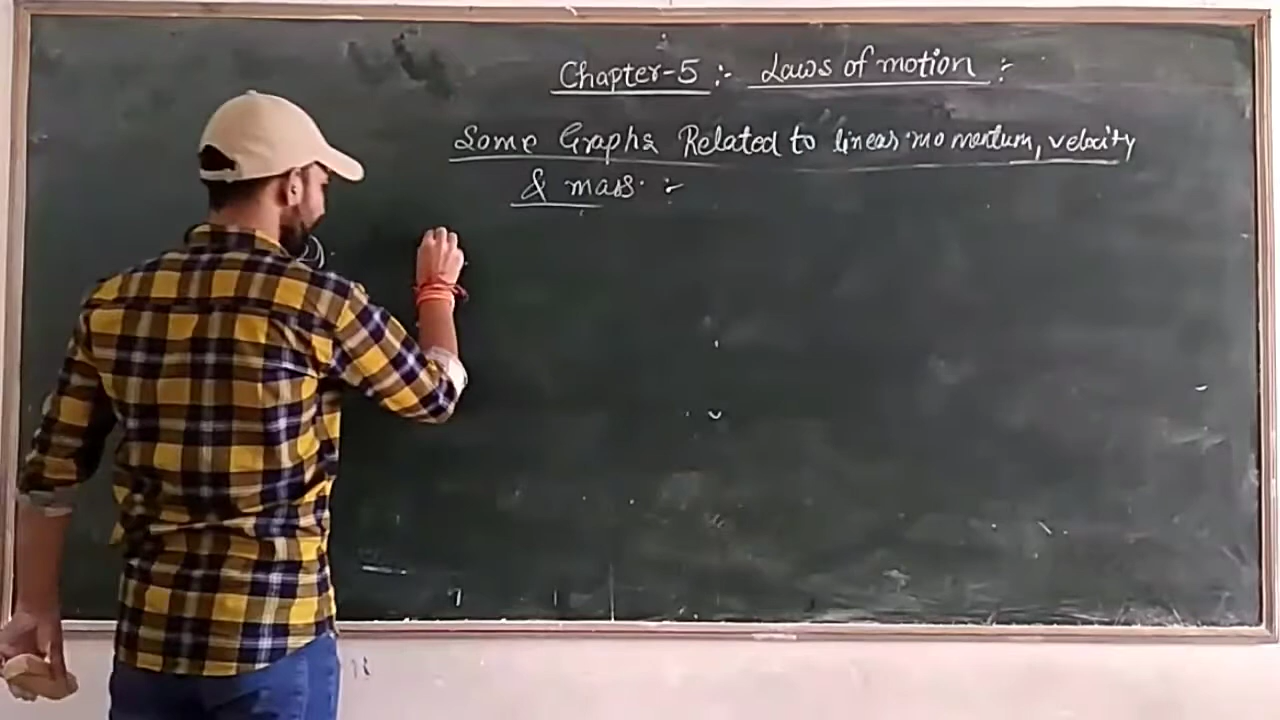 Chapter-5 :- Laws of motion :-
Some Graphs Related to linear momentum, velocity
& mass :-